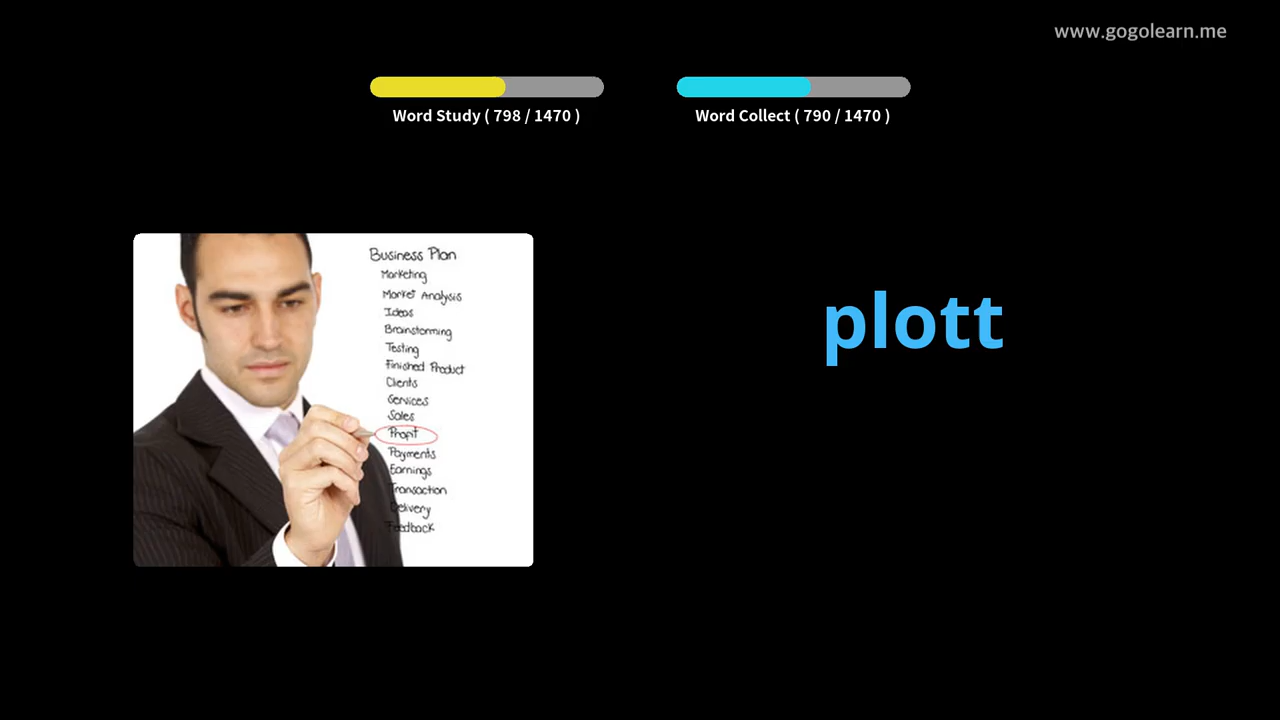 www.gogolearn.me
Word Study ( 798 / 1470 )
Word Collect ( 790 / 1470 )
Business Plan
Marketing
Market Analysis
Ideas
Brainstorming
Testing
Finished Product
Clients
Services
Sales
Profit
Payments
Earnings
Transaction
Delivery
Feedback
plott